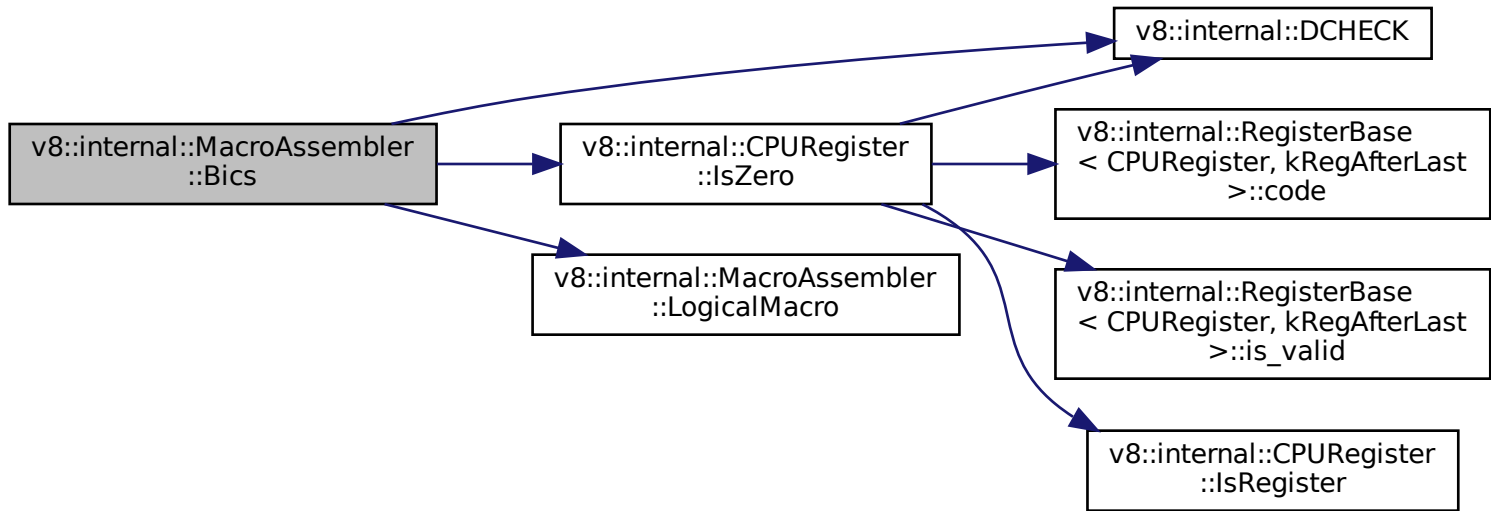 v8::internal::MacroAssembler
::Bics
v8::internal::CPURegister
::IsZero
v8::internal::MacroAssembler
::LogicalMacro
v8::internal::DCHECK
v8::internal::RegisterBase
< CPURegister, kRegAfterLast
>::code
v8::internal::RegisterBase
< CPURegister, kRegAfterLast
>::is_valid
v8::internal::CPURegister
::IsRegister